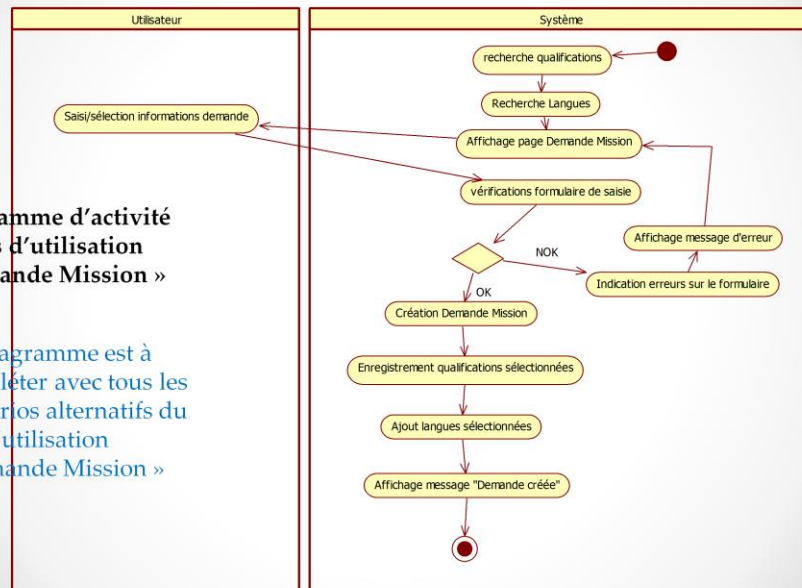 Utilisateur
Système
recherche qualifications
Recherche Langues
Saisi/sélection informations demande
Affichage page Demande Mission
vérifications formulaire de saisie
amme d'activité
s d'utilisation
ande Mission »
Affichage message d'erreur
NOK
Indication erreurs sur le formulaire
OK
Création Demande Mission
agramme est à
léter avec tous les
rios alternatifs du
utilisation
ande Mission »
Enregistrement qualifications sélectionnées
Ajout langues sélectionnées
Affichage message "Demande créée"